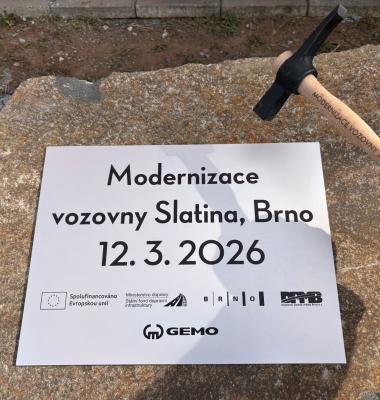 MODERNIZACE VOZOVNY
Modernizace
vozovny Slatina, Brno
12. 3. 2026
Spolufinancováno
Evropskou unií
Ministerstvo dopravy
Státní fond dopravní
infrastruktury
BRNO
DPMB
GEMO